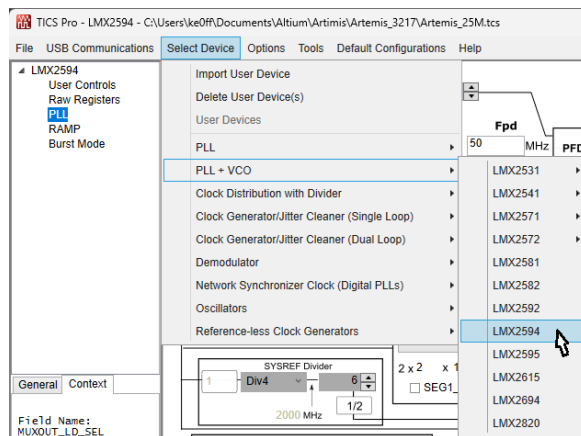 TICS Pro - LMX2594 - C:\Users\ke0ff\Documents\Altium\Artimis\Artemis_3217\Artemis_25M.tcs
File USB Communications Select Device Options Tools Default Configurations Help
LMX2594
User Controls
Raw Registers
PLL
RAMP
Burst Mode
Import User Device
Delete User Device(s)
User Devices
PLL
PLL + VCO
Clock Distribution with Divider
Clock Generator/Jitter Cleaner (Single Loop)
Clock Generator/Jitter Cleaner (Dual Loop)
Demodulator
Network Synchronizer Clock (Digital PLLs)
Oscillators
Reference-less Clock Generators
Fpd
50 MHz PFD
LMX2531
LMX2541
LMX2571
LMX2572
LMX2581
LMX2582
LMX2592
LMX2594
LMX2595
LMX2615
LMX2694
LMX2820
SYSREF Divider
1 Div4 6
2000 MHz
1/2
2 x 2 x 1
SEG1_
General Context
Field Name:
MUXOUT_LD_SEL